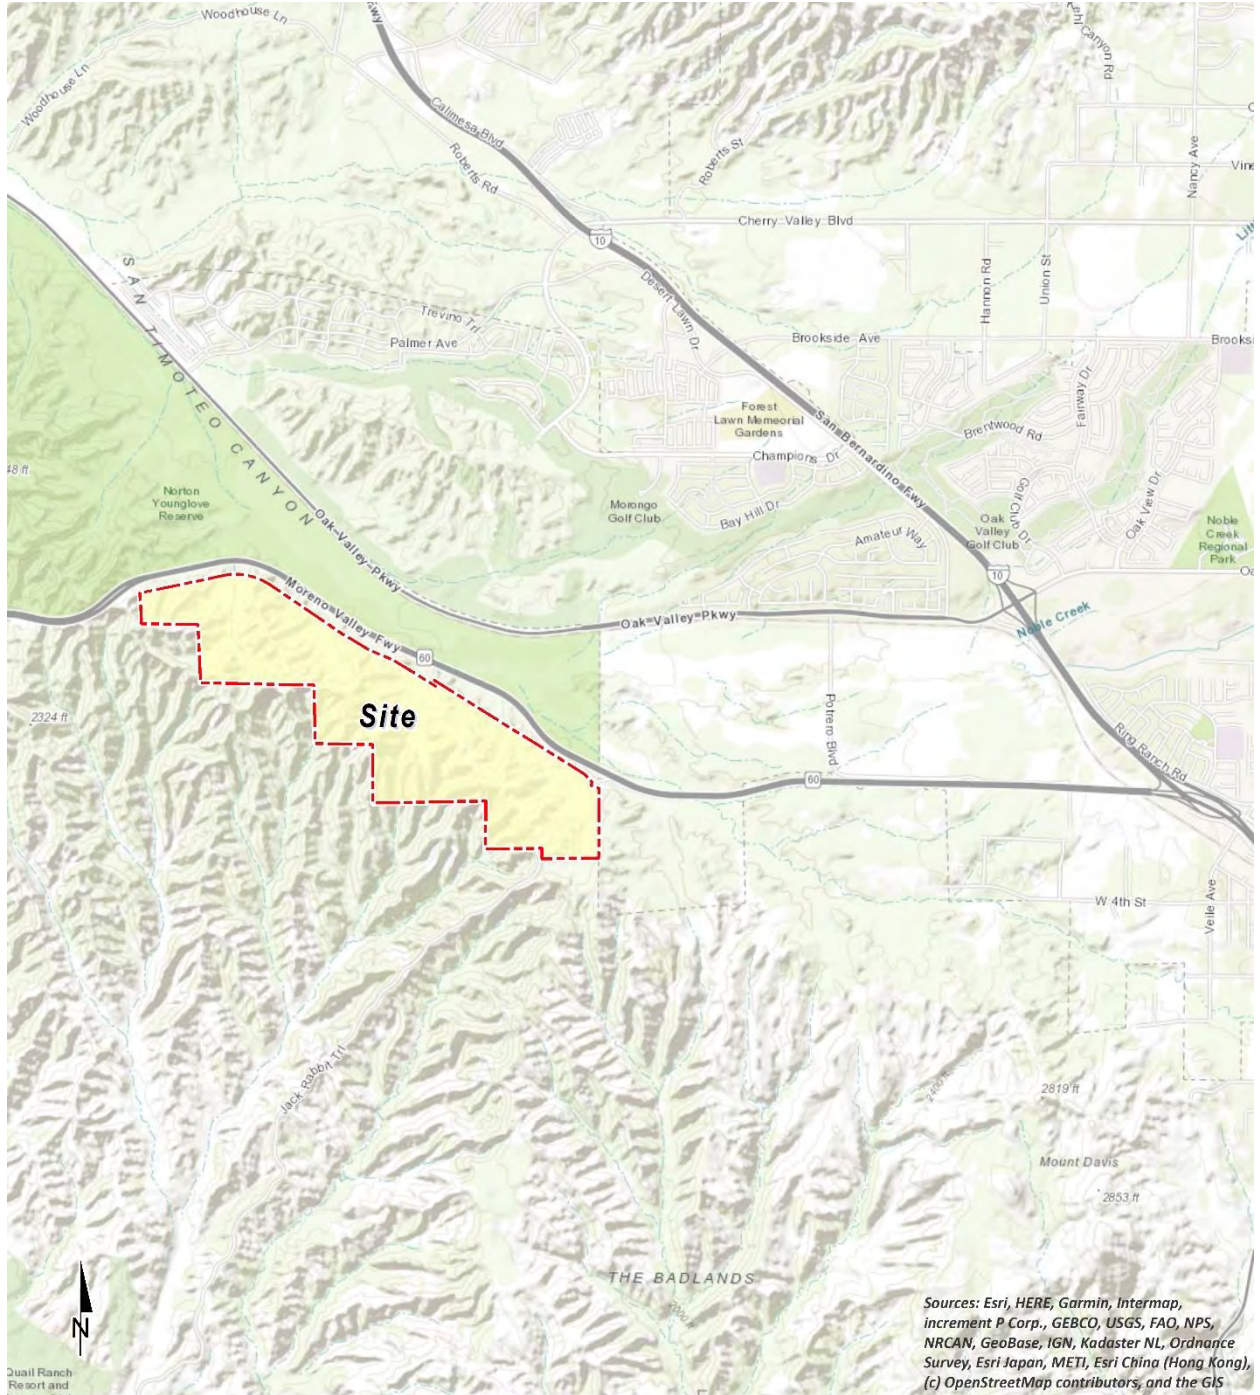 Woodhouse Ln
Woodhouse Ln
Calimesa Blvd
Roberts Rd
Roberts St
Nancy Ave
Cherry Valley Blvd
10
Hannon Rd
Union St
SAN TIMOTEO CANYON
Desert Lawn Dr
Trevino Trl
Palmer Ave
Brookside Ave
Forest
Lawn Memeorial
Gardens
San Bernardino Fwy
Brentwood Rd
Fairway Dr
Champions Dr
Golf Club Dr
Oak View Dr
Norton
Younglove
Reserve
Morongo
Golf Club
Bay Hill Dr
Amateur Way
Oak
Valley
Golf Club
Noble
Creek
Regional
Park
Oak Valley Pkwy
10
Moreno Valley Fwy
Oak Valley Pkwy
Noble Creek
60
Potrero Blvd
2324 ft
Site
Ring Ranch Rd
60
W 4th St
Veile Ave
Jack Rabbit Trl
2400 ft
2819 ft
Mount Davis
2853 ft
THE BADLANDS
2000 ft
N
Quail Ranch
Resort and
Sources: Esri, HERE, Garmin, Intermap,
increment P Corp., GEBCO, USGS, FAO, NPS,
NRCAN, GeoBase, IGN, Kadaster NL, Ordnance
Survey, Esri Japan, METI, Esri China (Hong Kong),
(c) OpenStreetMap contributors, and the GIS